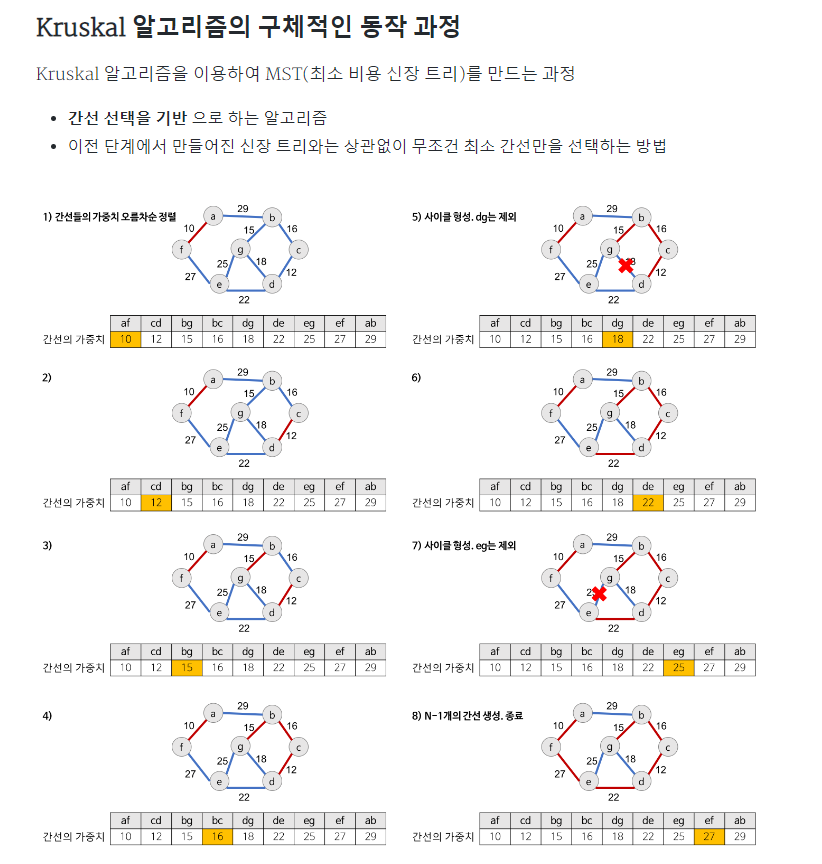 Kruskal 알고리즘의 구체적인 동작 과정
Kruskal 알고리즘을 이용하여 MST(최소 비용 신장 트리)를 만드는 과정
간선 선택을 기반 으로 하는 알고리즘
이전 단계에서 만들어진 신장 트리와는 상관없이 무조건 최소 간선만을 선택하는 방법
1) 간선들의 가중치 오름차순 정렬
a 29 b
10 15 16
f g c
27 25 18 12
e d
22
af cd bg bc dg de eg ef ab
간선의 가중치 10 12 15 16 18 22 25 27 29
2)
a 29 b
10 15 16
f g c
27 25 18 12
e d
22
af cd bg bc dg de eg ef ab
간선의 가중치 10 12 15 16 18 22 25 27 29
3)
a 29 b
10 15 16
f g c
27 25 18 12
e d
22
af cd bg bc dg de eg ef ab
간선의 가중치 10 12 15 16 18 22 25 27 29
4)
a 29 b
10 15 16
f g c
27 25 18 12
e d
22
af cd bg bc dg de eg ef ab
간선의 가중치 10 12 15 16 18 22 25 27 29
5) 사이클 형성. dg는 제외
a 29 b
10 15 16
f g c
27 25 12
e d
22
af cd bg bc dg de eg ef ab
간선의 가중치 10 12 15 16 18 22 25 27 29
6)
a 29 b
10 15 16
f g c
27 25 18 12
e d
22
af cd bg bc dg de eg ef ab
간선의 가중치 10 12 15 16 18 22 25 27 29
7) 사이클 형성. eg는 제외
a 29 b
10 15 16
f g c
27 18 12
e d
22
af cd bg bc dg de eg ef ab
간선의 가중치 10 12 15 16 18 22 25 27 29
8) N-1개의 간선 생성. 종료
a 29 b
10 15 16
f g c
27 25 18 12
e d
22
af cd bg bc dg de eg ef ab
간선의 가중치 10 12 15 16 18 22 25 27 29